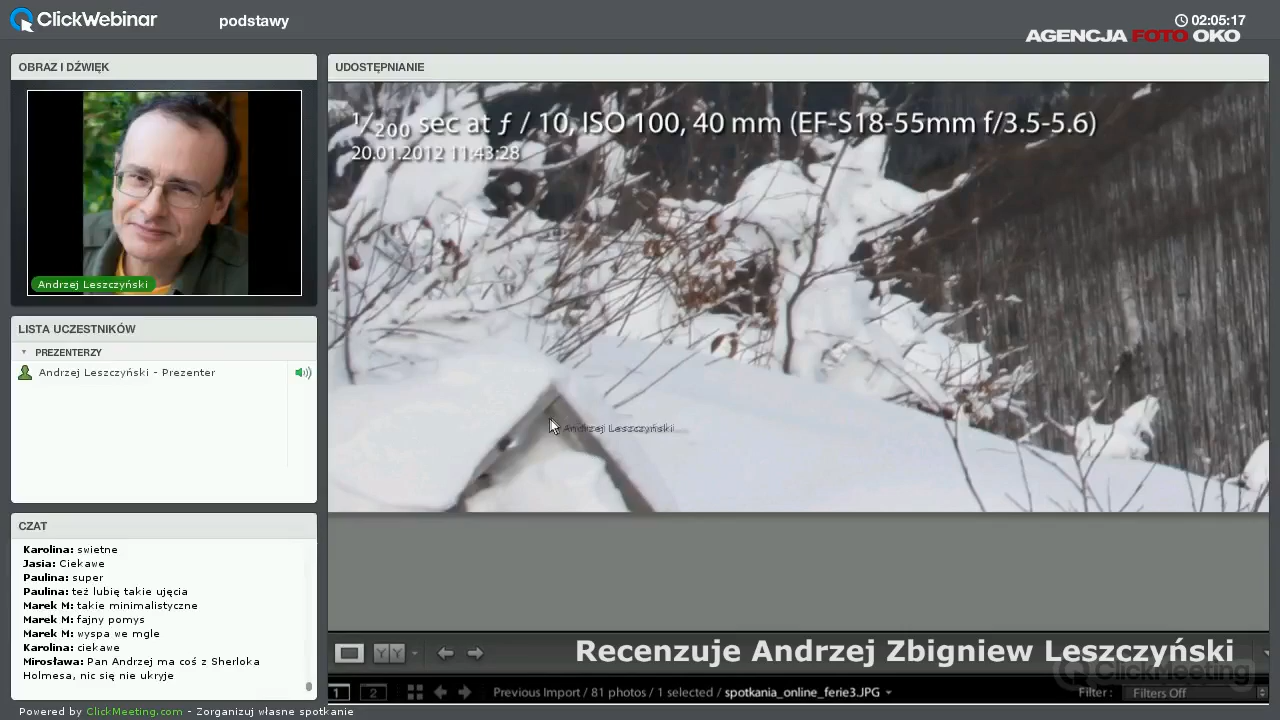 ClickWebinar
podstawy
02:05:17
AGENCJA FOTO OKO
OBRAZ I DŹWIĘK
Andrzej Leszczyński
LISTA UCZESTNIKÓW
PREZENTERZY
Andrzej Leszczyński - Prezenter
CZAT
Karolina: swietne
Jasia: Ciekawe
Paulina: super
Paulina: też lubię takie ujęcia
Marek M: takie minimalistyczne
Marek M: fajny pomys
Marek M: wyspa we mgle
Karolina: ciekawe
Mirosława: Pan Andrzej ma coś z Sherloka
Holmesa, nic się nie ukryje
Powered by ClickMeeting.com - Zorganizuj własne spotkanie
UDOSTĘPNIANIE
1/200 sec at ƒ / 10, ISO 100, 40 mm (EF-S18-55mm f/3.5-5.6)
20.01.2012 11:43:28
Andrzej Leszczyński
Recenzuje Andrzej Zbigniew Leszczyński
ClickMeeting
1 2 Previous Import / 81 photos / 1 selected / spotkania_online_ferie3.JPG Filter : Filters Off